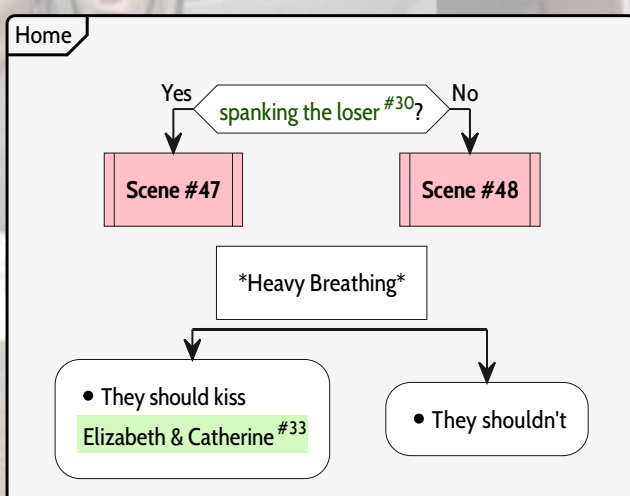 Home
Yes
spanking the loser #30?
No
Scene #47
Scene #48
*Heavy Breathing*
• They should kiss
Elizabeth & Catherine #33
• They shouldn't